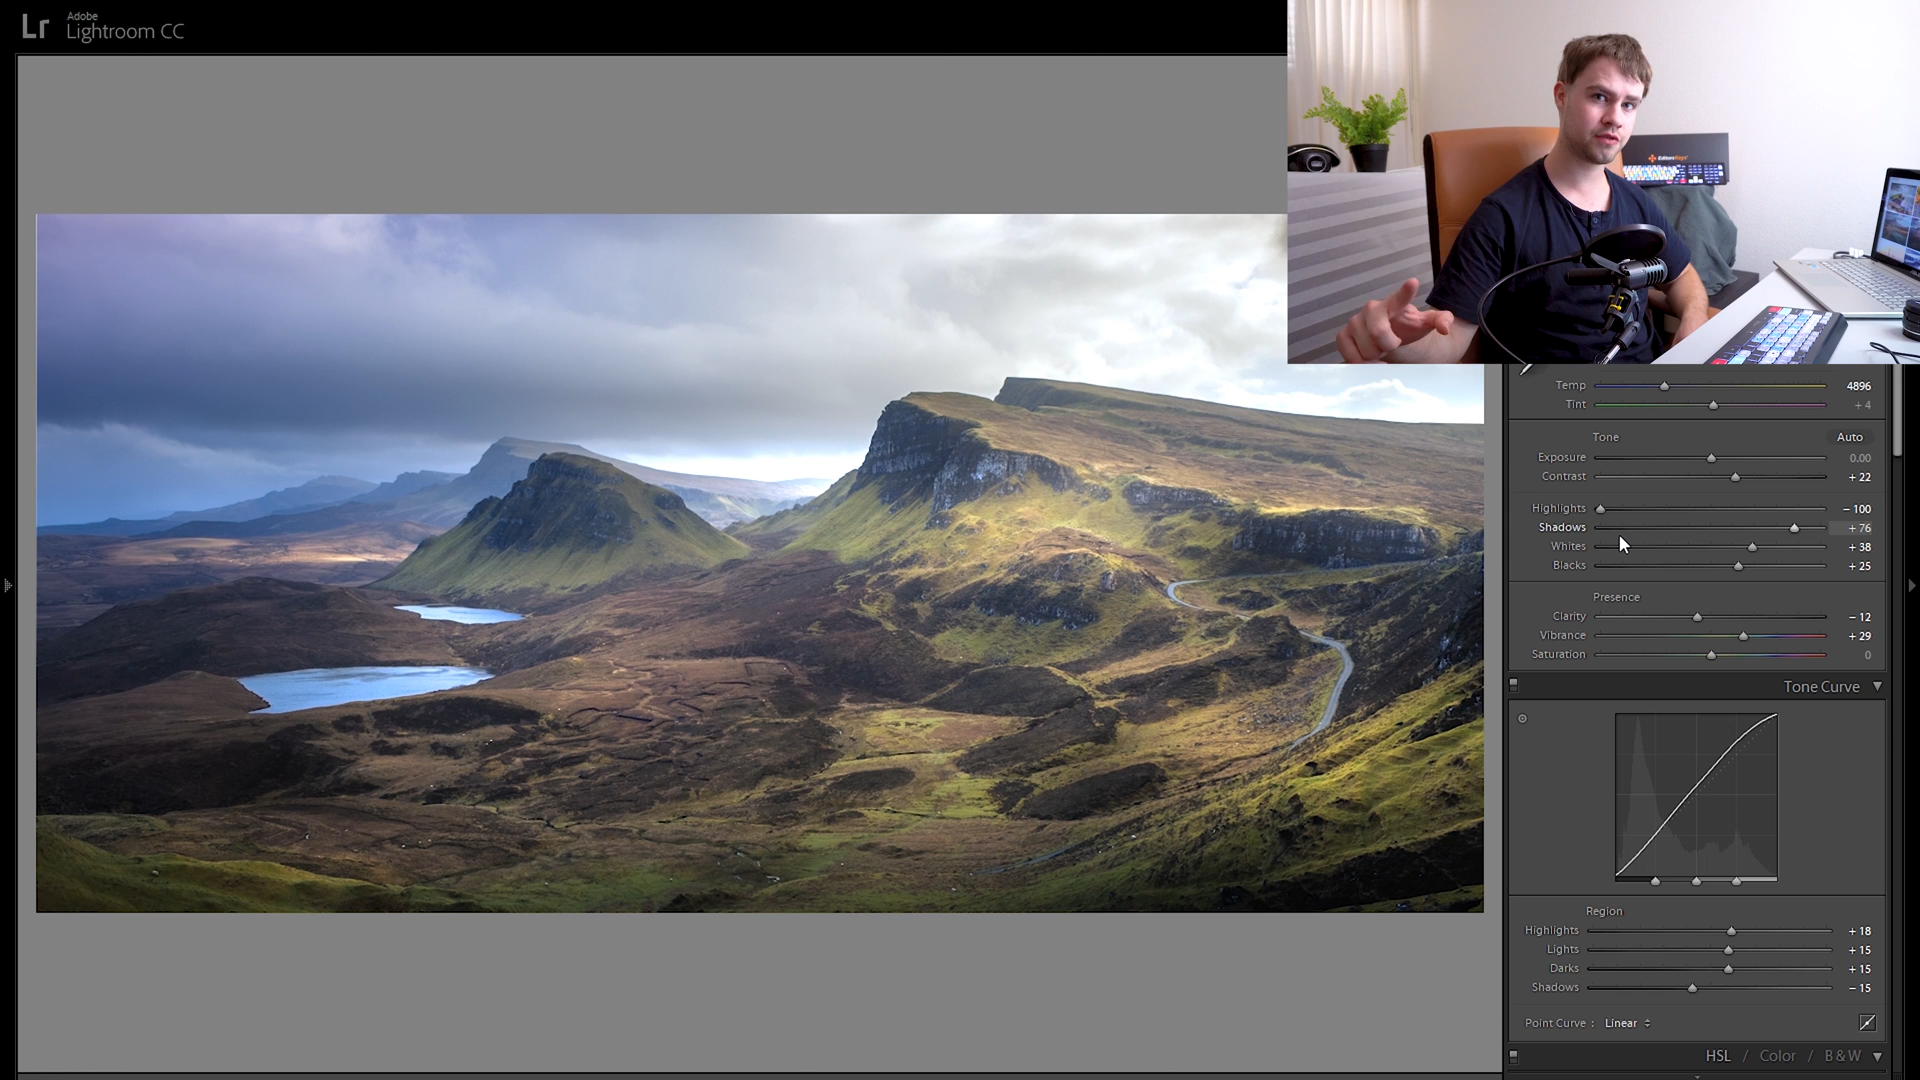 Lr
Adobe
Lightroom CC
EditorsKeys
Temp 4896
Tint + 4
Tone Auto
Exposure 0.00
Contrast + 22
Highlights − 100
Shadows + 76
Whites + 38
Blacks + 25
Presence
Clarity − 12
Vibrance + 29
Saturation 0
Tone Curve
Region
Highlights + 18
Lights + 15
Darks + 15
Shadows − 15
Point Curve : Linear
HSL / Color / B & W